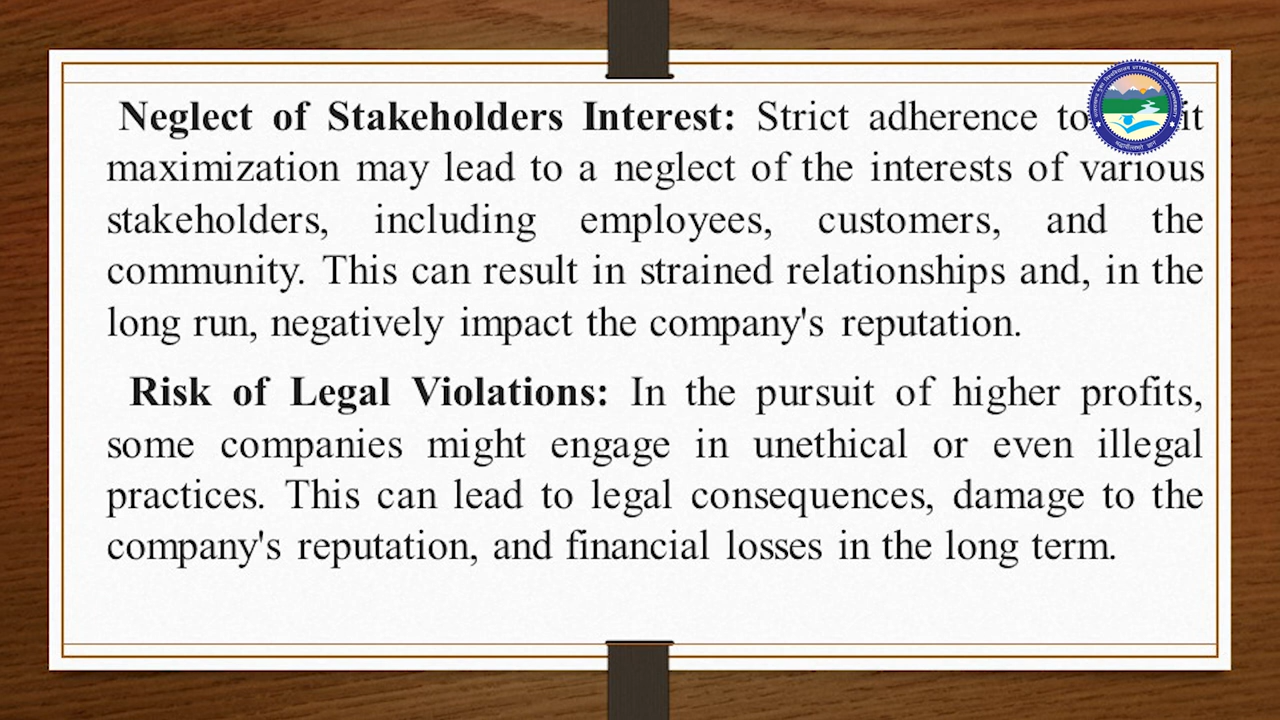 Neglect of Stakeholders Interest: Strict adherence to
maximization may lead to a neglect of the interests of various
stakeholders, including employees, customers, and the
community. This can result in strained relationships and, in the
long run, negatively impact the company's reputation.
Risk of Legal Violations: In the pursuit of higher profits,
some companies might engage in unethical or even illegal
practices. This can lead to legal consequences, damage to the
company's reputation, and financial losses in the long term.